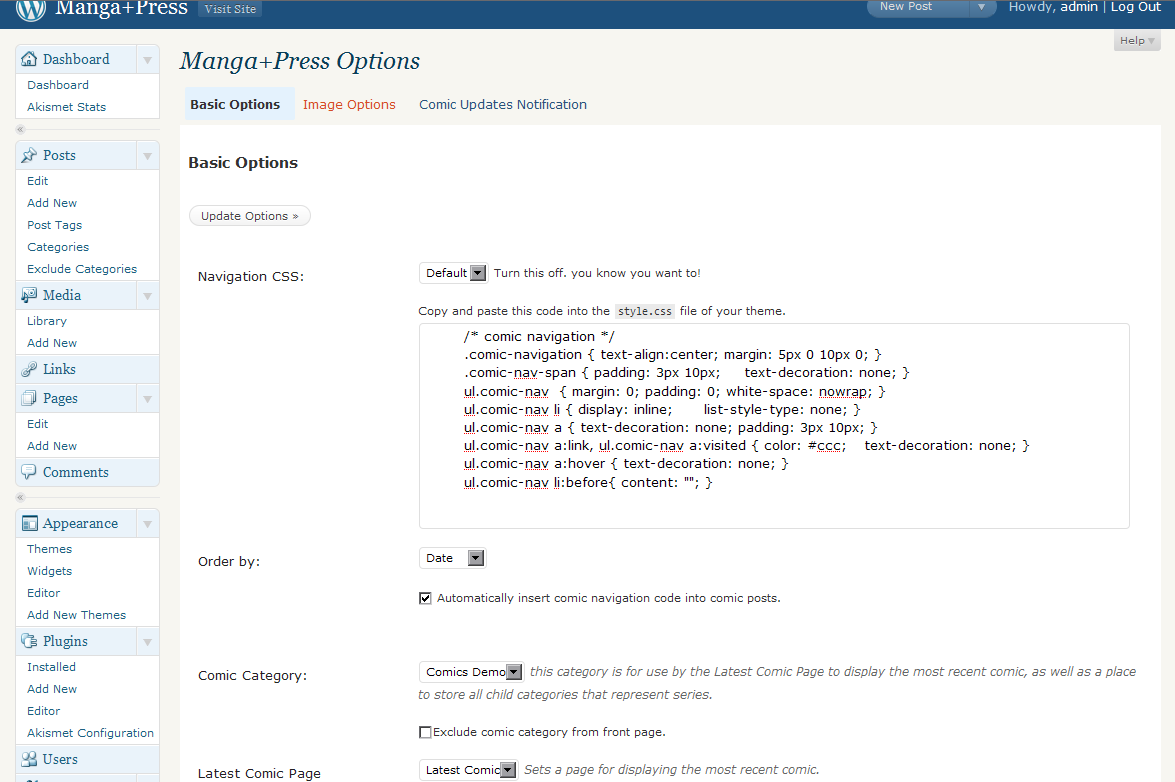 Manga+Press Visit Site New Post Howdy, admin | Log Out
Help
Dashboard
Dashboard
Akismet Stats
«
Posts
Edit
Add New
Post Tags
Categories
Exclude Categories
Media
Library
Add New
Links
Pages
Edit
Add New
Comments
«
Appearance
Themes
Widgets
Editor
Add New Themes
Plugins
Installed
Add New
Editor
Akismet Configuration
Users
Manga+Press Options
Basic Options Image Options Comic Updates Notification
Basic Options
Update Options »
Navigation CSS: Default Turn this off. you know you want to!
Copy and paste this code into the style.css file of your theme.
/* comic navigation */
.comic-navigation { text-align:center; margin: 5px 0 10px 0; }
.comic-nav-span { padding: 3px 10px; text-decoration: none; }
ul.comic-nav { margin: 0; padding: 0; white-space: nowrap; }
ul.comic-nav li { display: inline; list-style-type: none; }
ul.comic-nav a { text-decoration: none; padding: 3px 10px; }
ul.comic-nav a:link, ul.comic-nav a:visited { color: #ccc; text-decoration: none; }
ul.comic-nav a:hover { text-decoration: none; }
ul.comic-nav li:before{ content: ""; }
Order by: Date
Automatically insert comic navigation code into comic posts.
Comic Category: Comics Demo this category is for use by the Latest Comic Page to display the most recent comic, as well as a place
to store all child categories that represent series.
Exclude comic category from front page.
Latest Comic Page Latest Comic Sets a page for displaying the most recent comic.